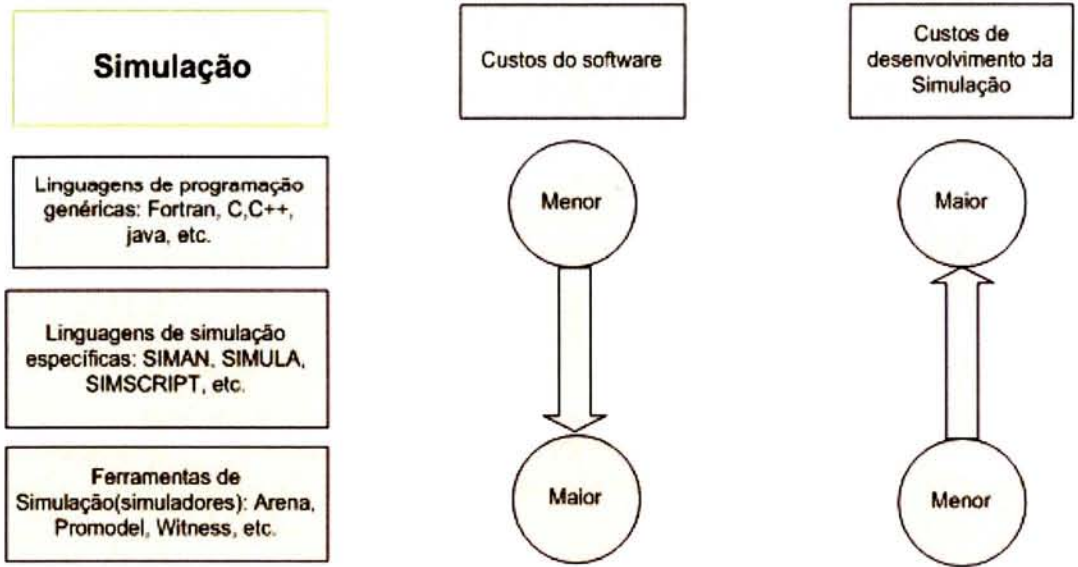 Simulação
Custos do software
Custos de
desenvolvimento da
Simulação
Linguagens de programação
genéricas: Fortran, C,C++,
java, etc.
Menor
Maior
Linguagens de simulação
específicas: SIMAN, SIMULA,
SIMSCRIPT, etc.
Ferramentas de
Simulação(simuladores): Arena,
Promodel, Witness, etc.
Maior
Menor